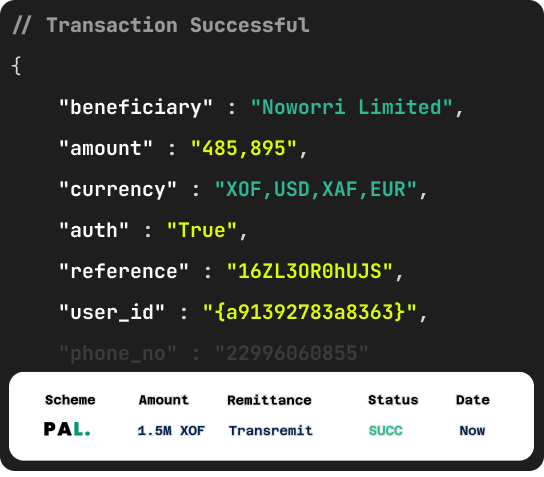 // Transaction Successful
{
"beneficiary" : "Noworri Limited",
"amount" : "485,895",
"currency" : "XOF,USD,XAF,EUR",
"auth" : "True",
"reference" : "16ZL3OR0hUJS",
"user_id" : "{a91392783a8363}",
"phone_no" : "22996060855"
Scheme Amount Remittance Status Date
PAL. 1.5M XOF Transremit SUCC Now